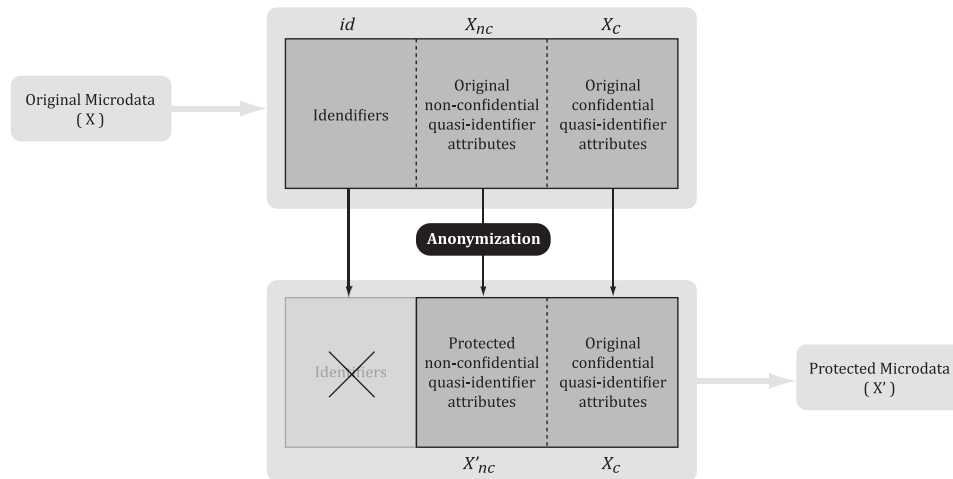 id
X_nc
X_c
Original Microdata
( X )
Idendifiers
Original
non-confidential
quasi-identifier
attributes
Original
confidential
quasi-identifier
attributes
Anonymization
Identifiers
Protected
non-confidential
quasi-identifier
attributes
Original
confidential
quasi-identifier
attributes
Protected Microdata
( X' )
X'_nc
X_c